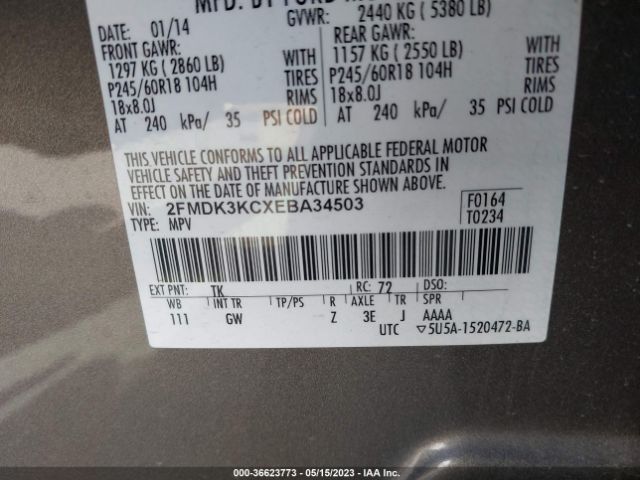 MFD. BY FORD
DATE: 01/14 GVWR: 2440 KG ( 5380 LB)
FRONT GAWR: REAR GAWR:
1297 KG ( 2860 LB) WITH 1157 KG ( 2550 LB) WITH
P245/60R18 104H TIRES P245/60R18 104H TIRES
18x8.0J RIMS 18x8.0J RIMS
AT 240 kPa/ 35 PSI COLD AT 240 kPa/ 35 PSI COLD
THIS VEHICLE CONFORMS TO ALL APPLICABLE FEDERAL MOTOR
VEHICLE SAFETY AND THEFT PREVENTION STANDARDS IN
EFFECT ON THE DATE OF MANUFACTURE SHOWN ABOVE.
VIN: 2FMDK3KCXEBA34503 F0164
TYPE: MPV T0234
EXT PNT: TK RC: 72 DSO:
WB INT TR TP/PS R AXLE TR SPR
111 GW Z 3E J AAAA
UTC ▽5U5A-1520472-BA
000-36623773 - 05/15/2023 - IAA Inc.